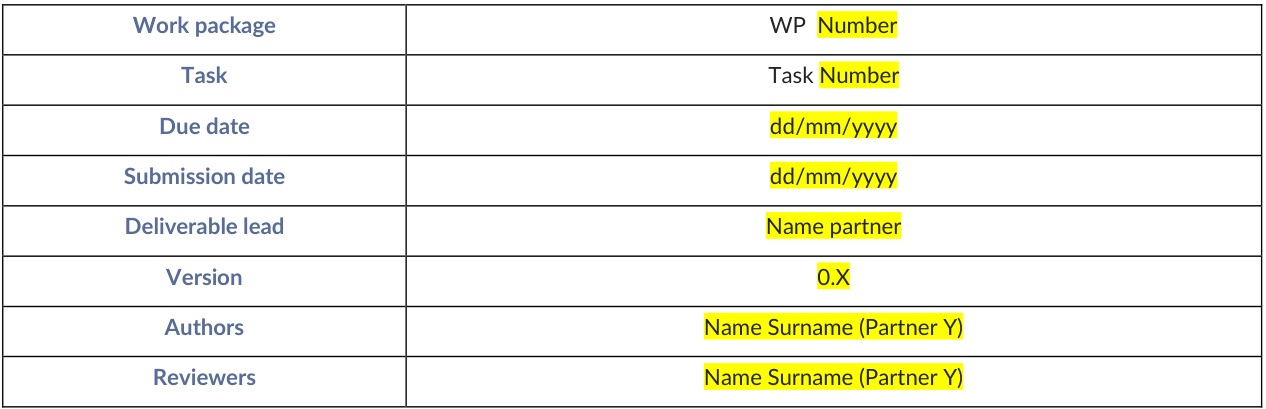 Work package WP Number
Task Task Number
Due date dd/mm/yyyy
Submission date dd/mm/yyyy
Deliverable lead Name partner
Version 0.X
Authors Name Surname (Partner Y)
Reviewers Name Surname (Partner Y)